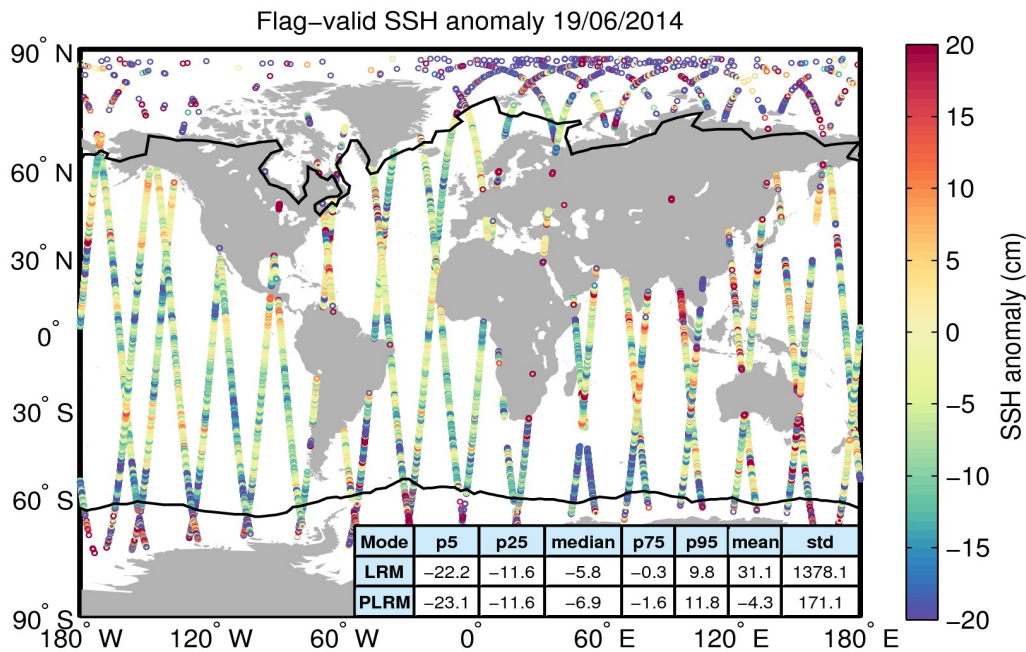 Flag−valid SSH anomaly 19/06/2014
90° N
60° N
30° N
0°
30° S
60° S
90° S
180° W
120° W
60° W
0°
60° E
120° E
180° E
Mode p5 p25 median p75 p95 mean std
LRM −22.2 −11.6 −5.8 −0.3 9.8 31.1 1378.1
PLRM −23.1 −11.6 −6.9 −1.6 11.8 −4.3 171.1
20
15
10
5
0
−5
−10
−15
−20
SSH anomaly (cm)